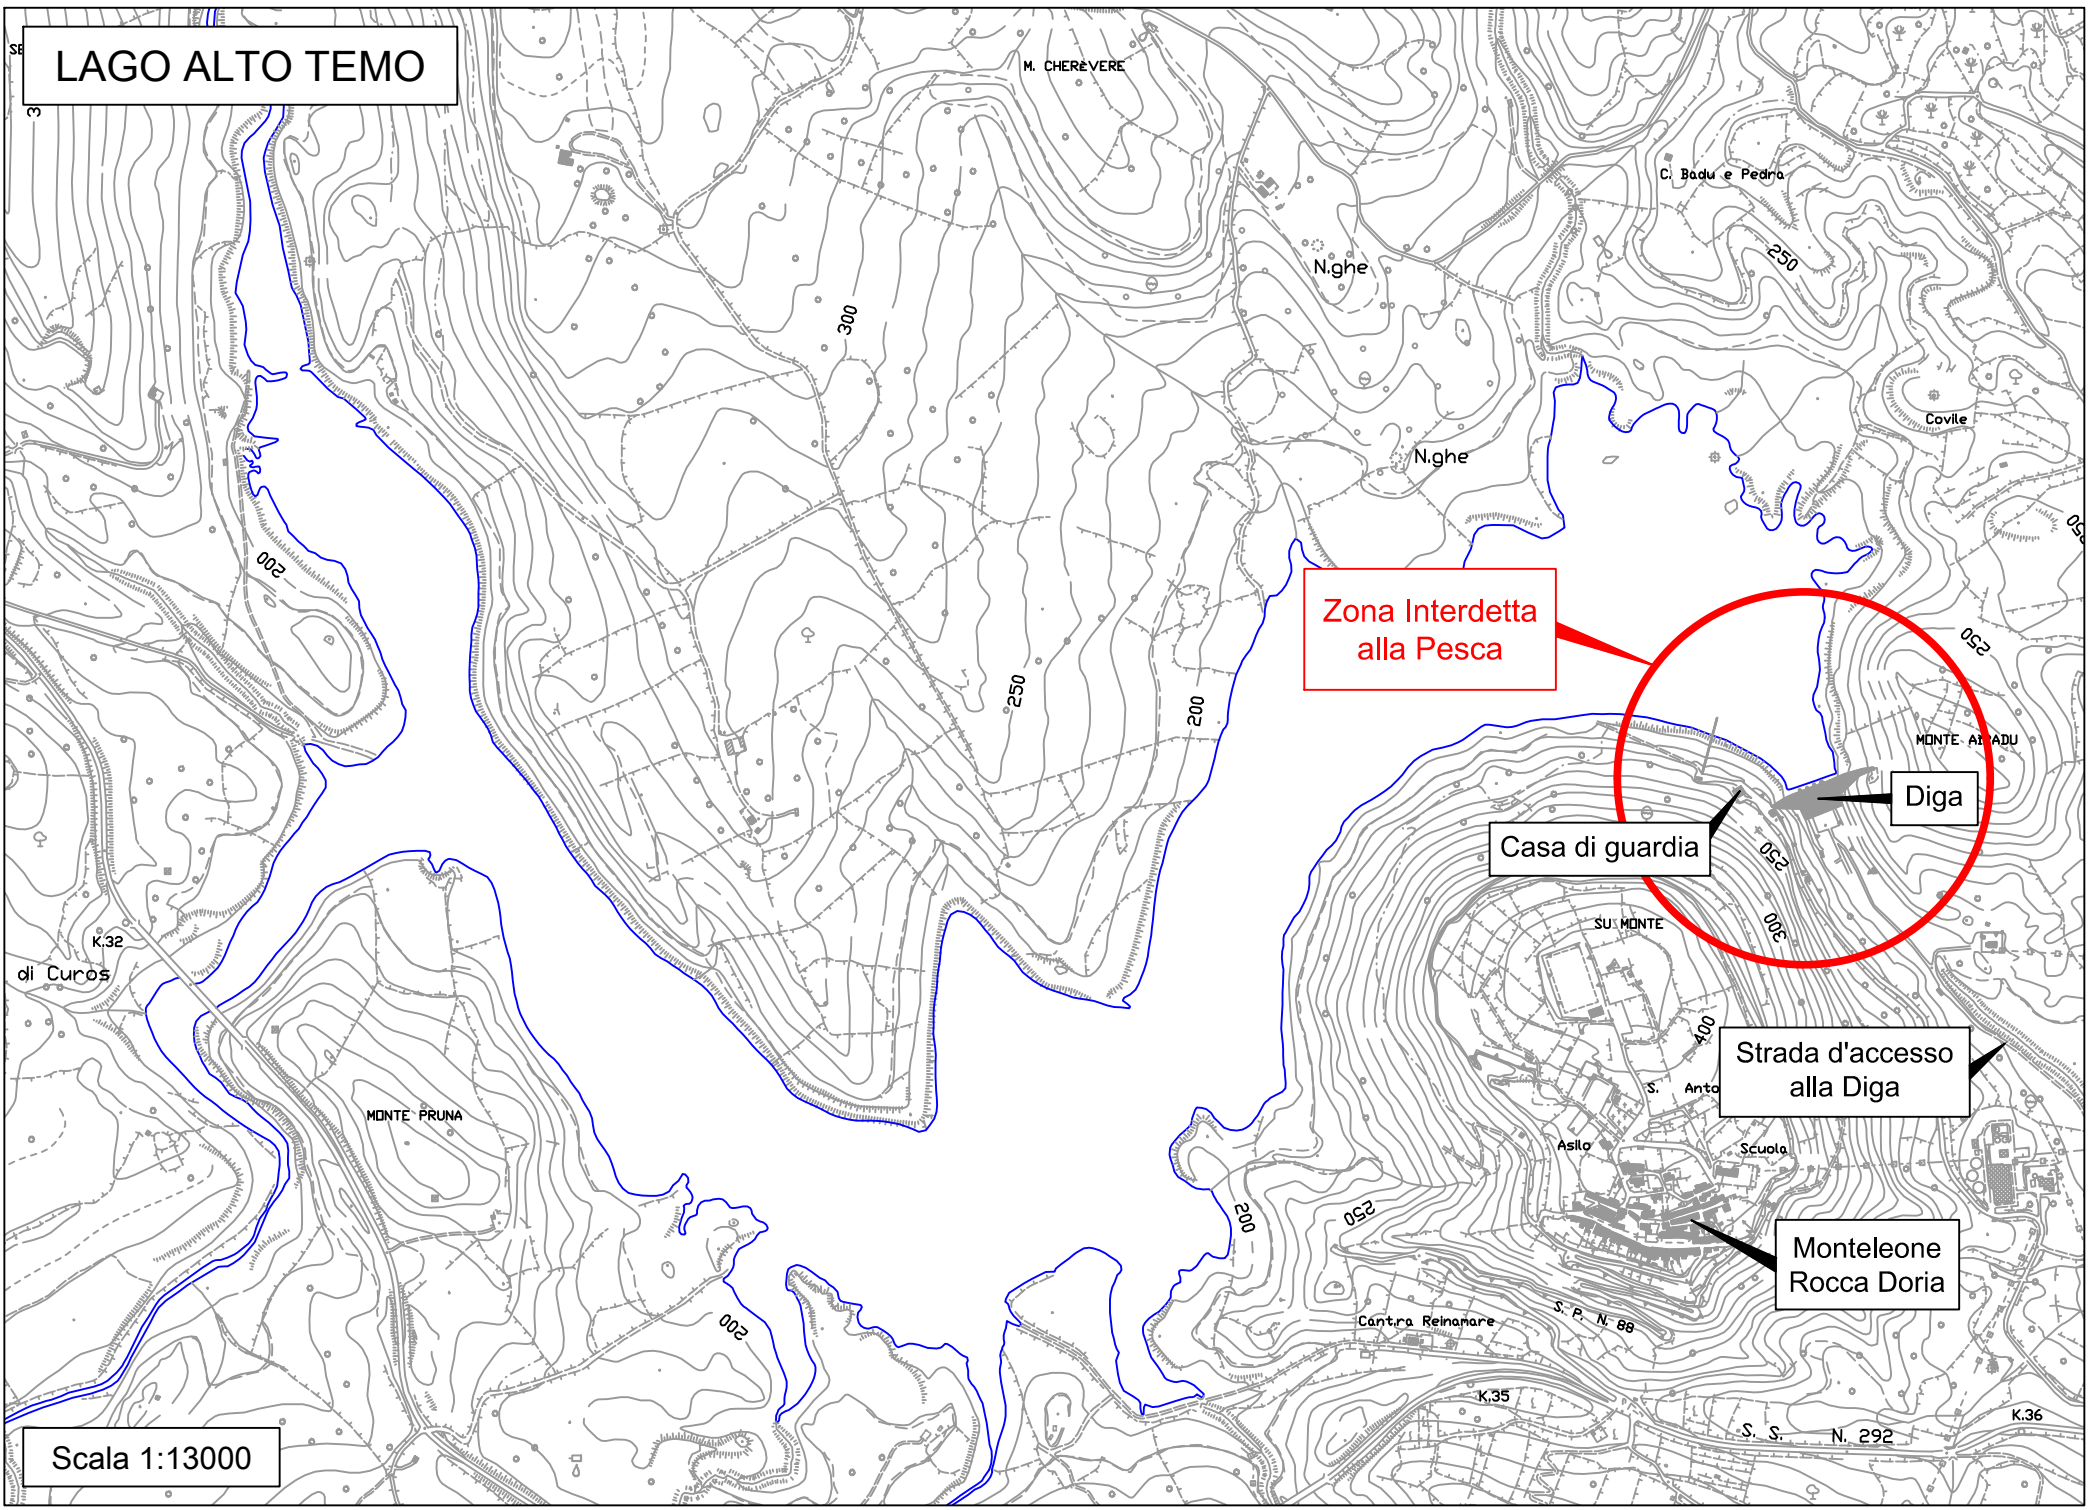 LAGO ALTO TEMO
M. CHERÈVERE
C. Badu e Pedra
250
N.ghe
300
Covile
N.ghe
200
Zona Interdetta
alla Pesca
250
250
200
MONTE
Diga
Casa di guardia
250
300
SU MONTE
K.32
di Curos
400
Strada d'accesso
alla Diga
S. Anto
MONTE PRUNA
Asilo
Scuola
200
250
Monteleone
Rocca Doria
200
Cant.ra Reinamare
S. P. N. 88
K.35
K.36
S. S. N. 292
Scala 1:13000